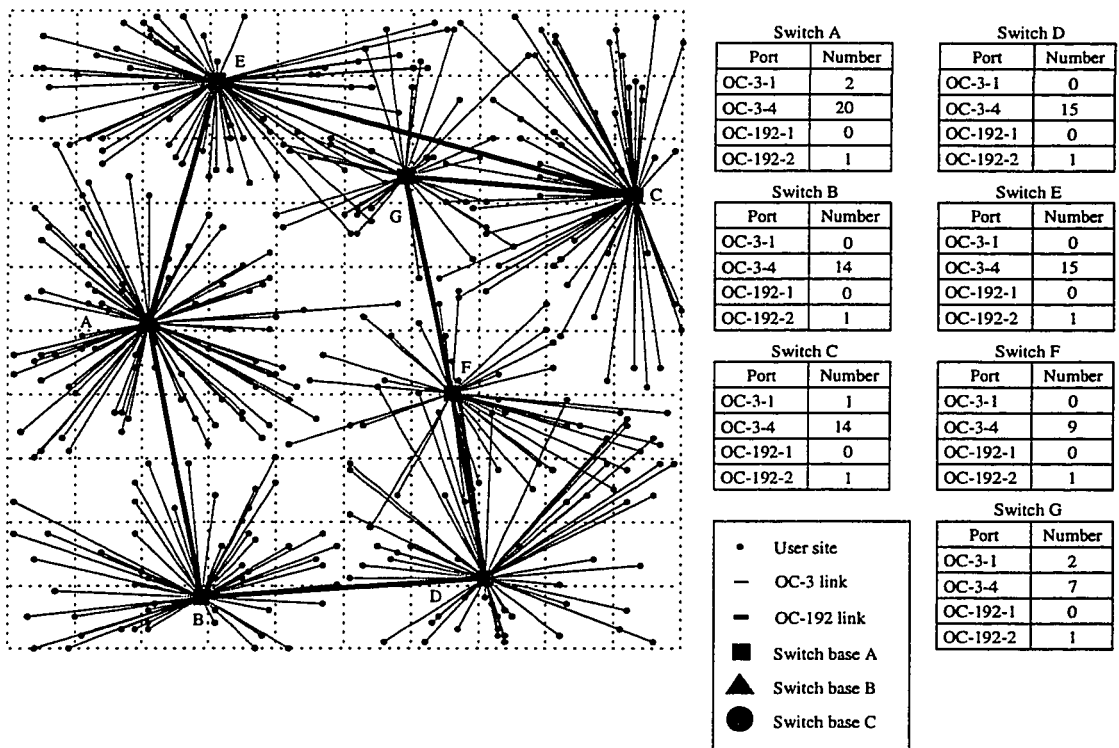 E
C
G
A
F
D
B
Switch A
Port Number
OC-3-1 2
OC-3-4 20
OC-192-1 0
OC-192-2 1
Switch B
Port Number
OC-3-1 0
OC-3-4 14
OC-192-1 0
OC-192-2 1
Switch C
Port Number
OC-3-1 1
OC-3-4 14
OC-192-1 0
OC-192-2 1
User site
OC-3 link
OC-192 link
Switch base A
Switch base B
Switch base C
Switch D
Port Number
OC-3-1 0
OC-3-4 15
OC-192-1 0
OC-192-2 1
Switch E
Port Number
OC-3-1 0
OC-3-4 15
OC-192-1 0
OC-192-2 1
Switch F
Port Number
OC-3-1 0
OC-3-4 9
OC-192-1 0
OC-192-2 1
Switch G
Port Number
OC-3-1 2
OC-3-4 7
OC-192-1 0
OC-192-2 1